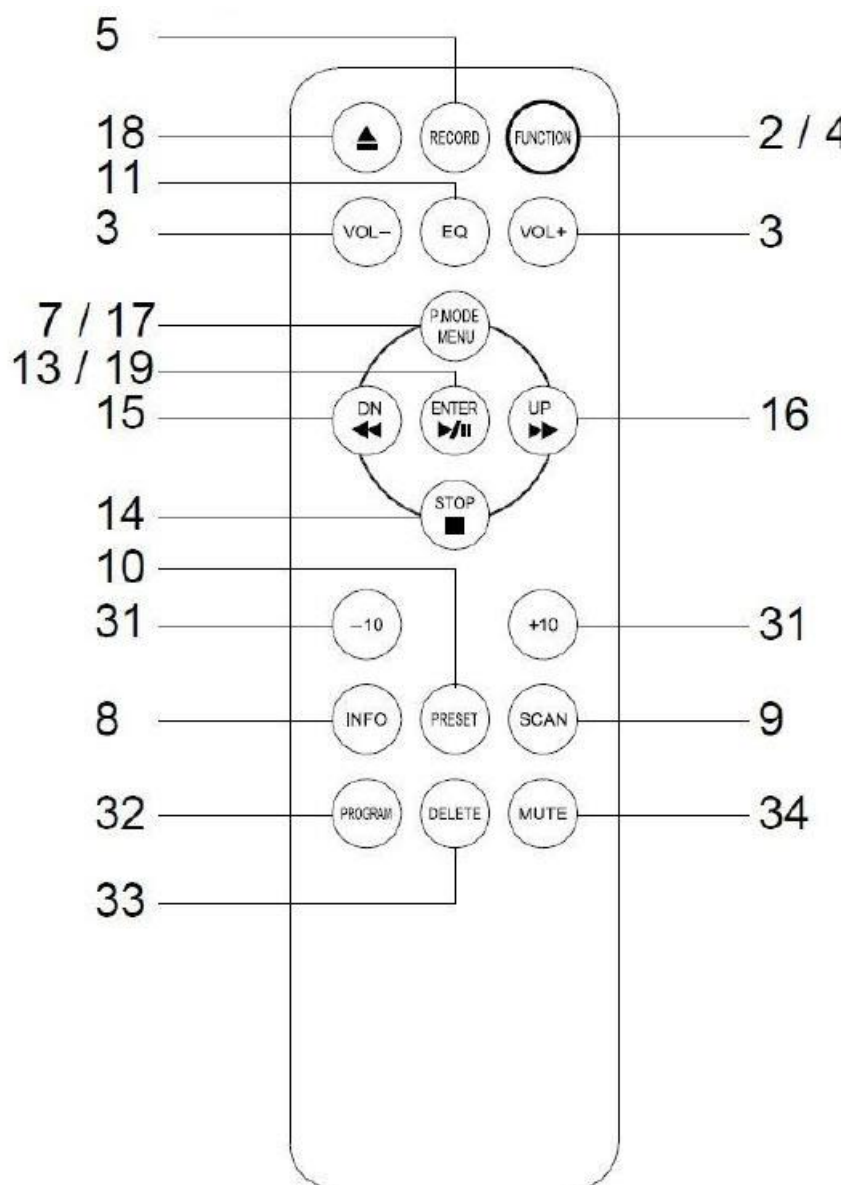 5
18 RECORD FUNCTION 2 / 4
11
3 VOL− EQ VOL+ 3
7 / 17 P.MODE
MENU
13 / 19
15 DN ENTER UP 16
14 STOP
10
31 −10 +10 31
8 INFO PRESET SCAN 9
32 PROGRAM DELETE MUTE 34
33